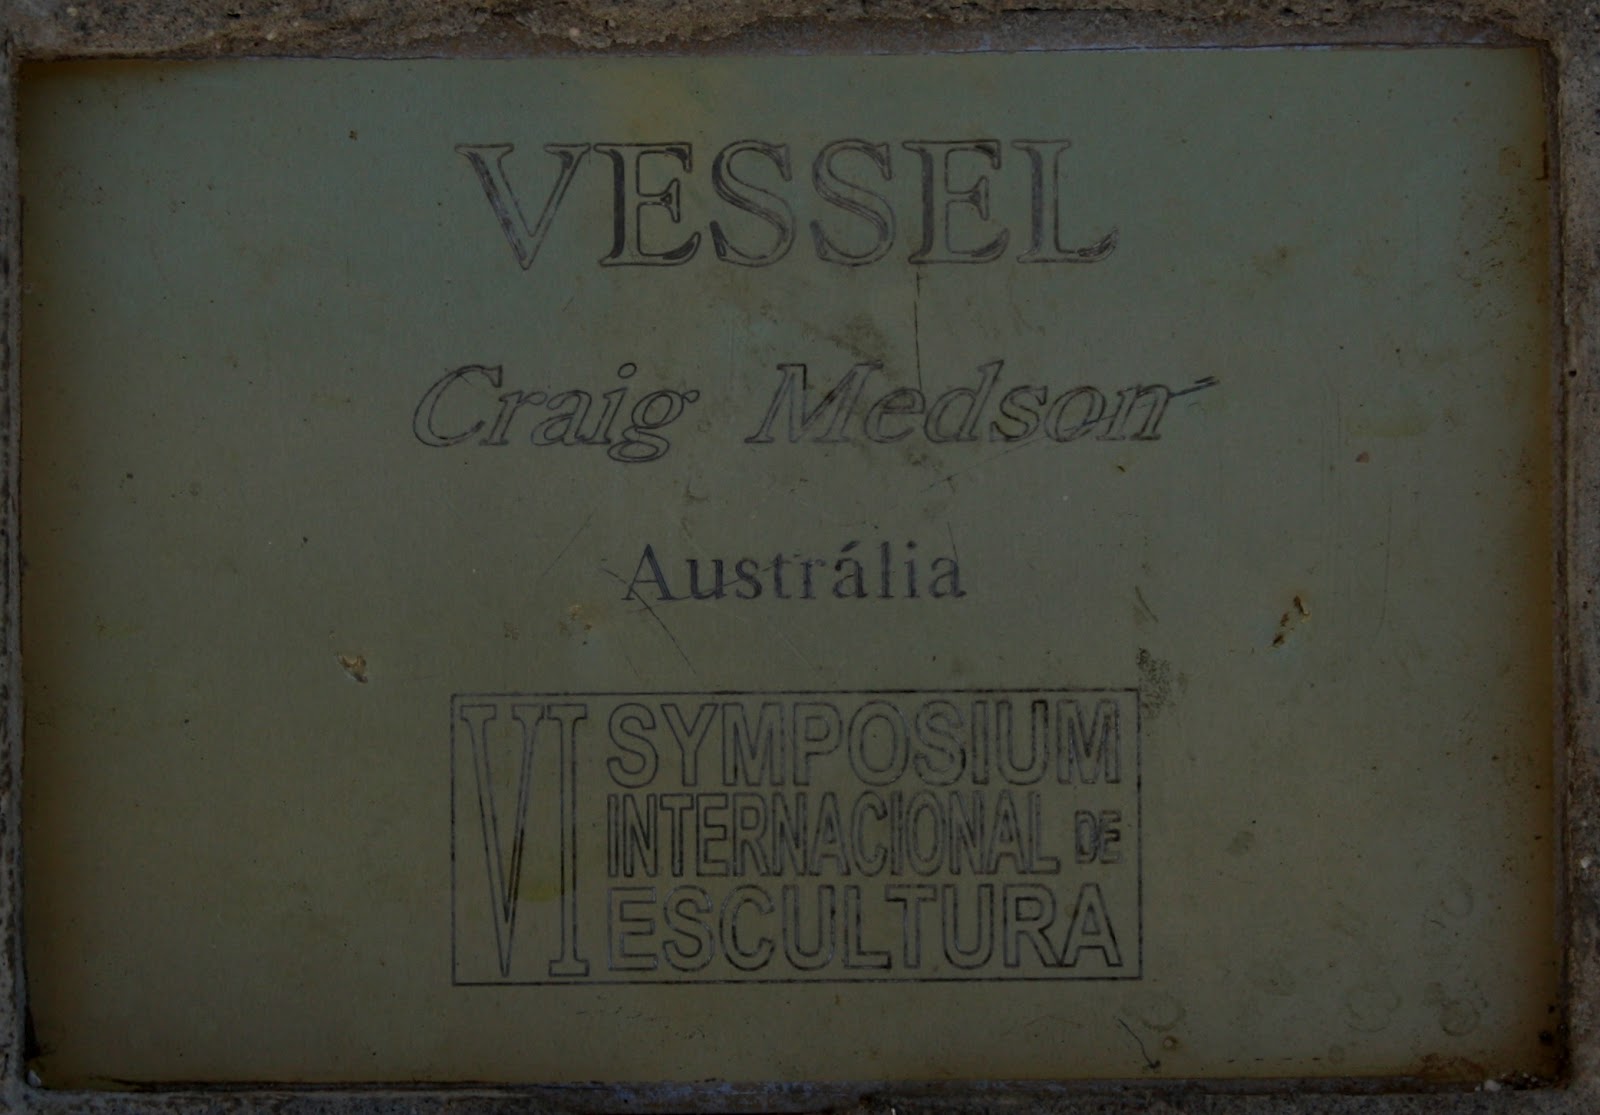 VESSEL
Craig Medson
Austrália
VI SYMPOSIUM
INTERNACIONAL DE
ESCULTURA